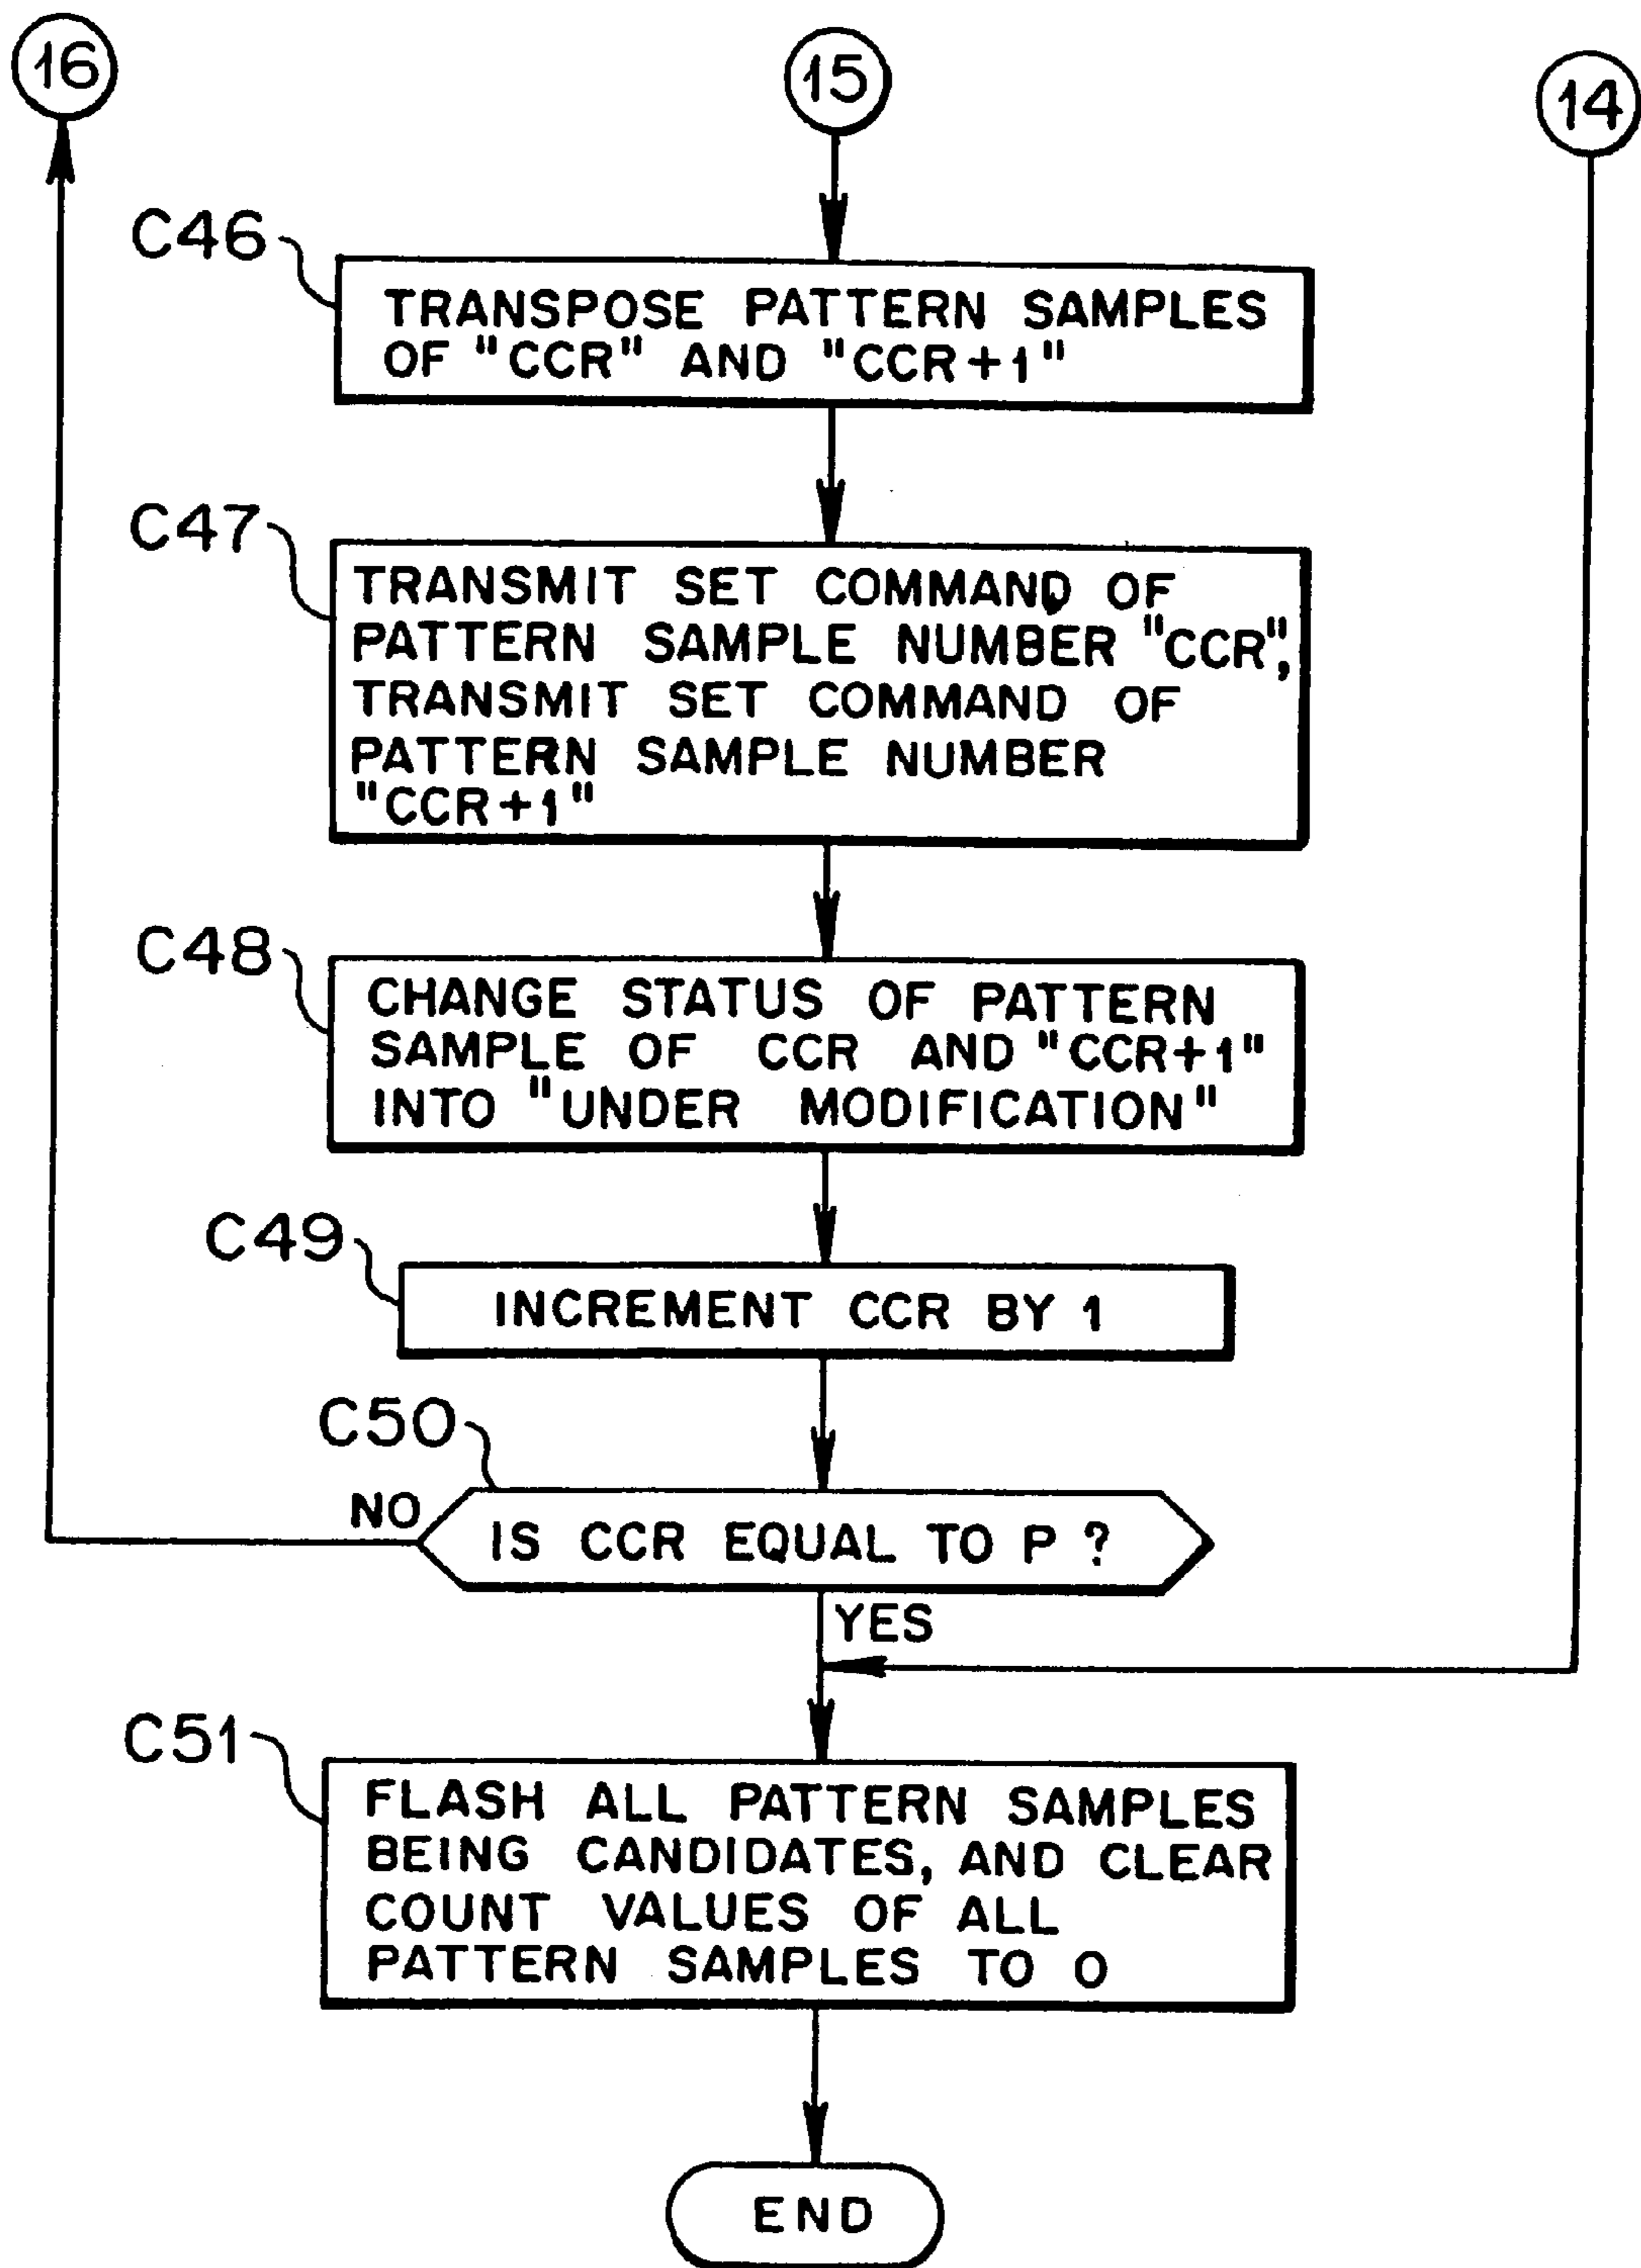 16
15
14
C46
TRANSPOSE PATTERN SAMPLES
OF "CCR" AND "CCR+1"
C47
TRANSMIT SET COMMAND OF
PATTERN SAMPLE NUMBER "CCR",
TRANSMIT SET COMMAND OF
PATTERN SAMPLE NUMBER
"CCR+1"
C48
CHANGE STATUS OF PATTERN
SAMPLE OF CCR AND "CCR+1"
INTO "UNDER MODIFICATION"
C49
INCREMENT CCR BY 1
C50
NO
IS CCR EQUAL TO P ?
YES
C51
FLASH ALL PATTERN SAMPLES
BEING CANDIDATES, AND CLEAR
COUNT VALUES OF ALL
PATTERN SAMPLES TO 0
END